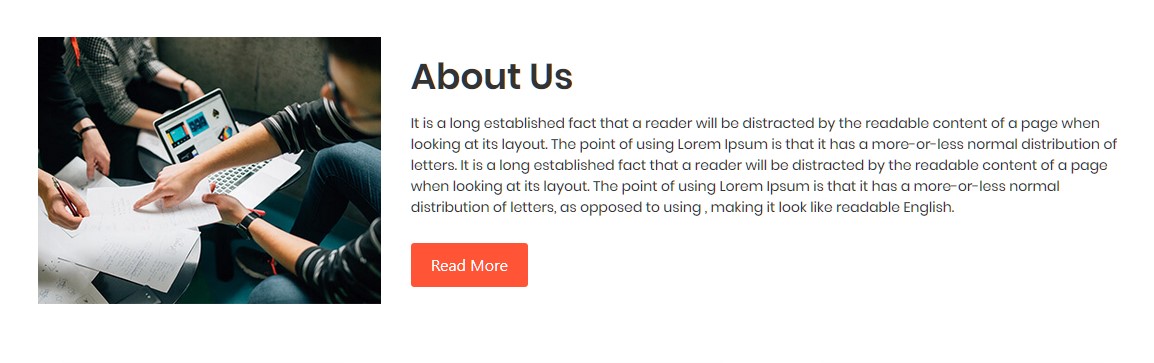 About Us
It is a long established fact that a reader will be distracted by the readable content of a page when
looking at its layout. The point of using Lorem Ipsum is that it has a more-or-less normal distribution of
letters. It is a long established fact that a reader will be distracted by the readable content of a page
when looking at its layout. The point of using Lorem Ipsum is that it has a more-or-less normal
distribution of letters, as opposed to using , making it look like readable English.
Read More